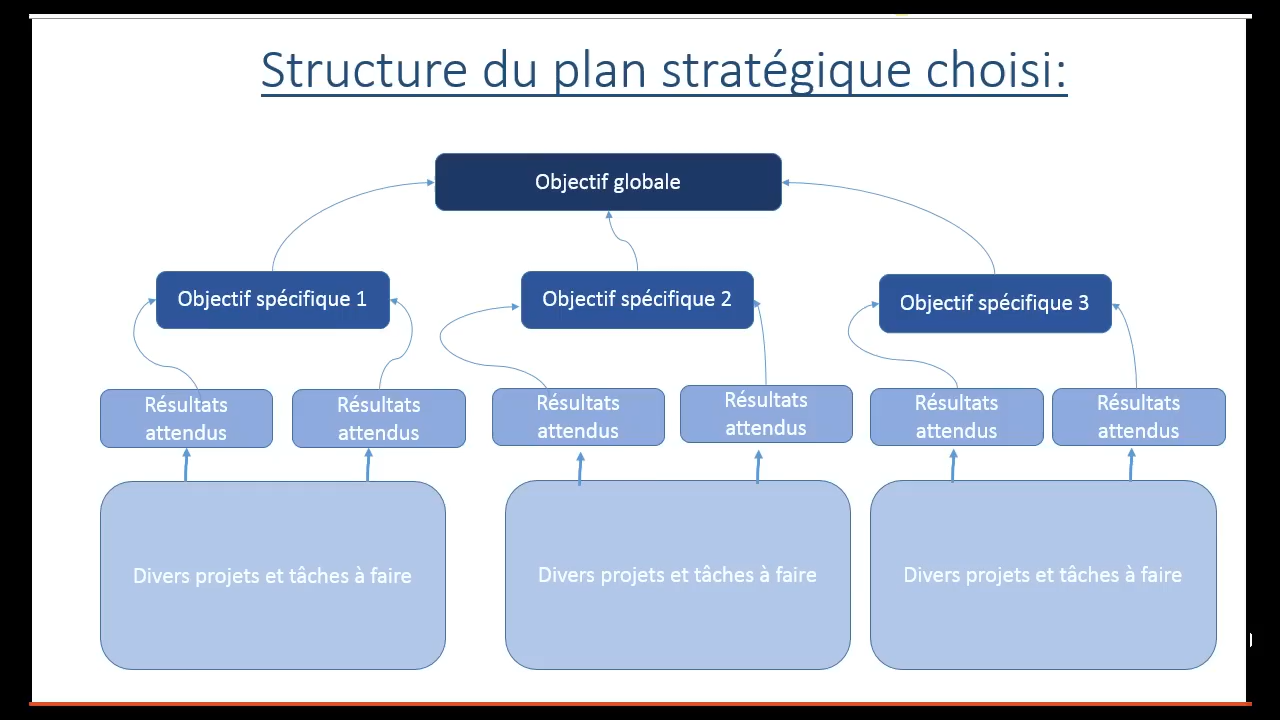 Structure du plan stratégique choisi:
Objectif globale
Objectif spécifique 1
Objectif spécifique 2
Objectif spécifique 3
Résultats
attendus
Résultats
attendus
Résultats
attendus
Résultats
attendus
Résultats
attendus
Résultats
attendus
Divers projets et tâches à faire
Divers projets et tâches à faire
Divers projets et tâches à faire